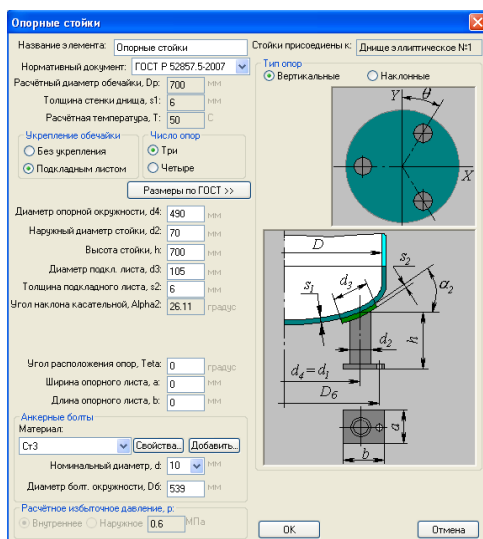 Опорные стойки
Название элемента: Опорные стойки
Стойки присоединены к: Днище эллиптическое №1
Нормативный документ: ГОСТ Р 52857.5-2007
Расчётный диаметр обечайки, Dp: 700 мм
Толщина стенки днища, s1: 6 мм
Расчётная температура, T: 50 C
Укрепление обечайки
Без укрепления
Подкладным листом
Число опор
Три
Четыре
Размеры по ГОСТ >>
Диаметр опорной окружности, d4: 490 мм
Наружный диаметр стойки, d2: 70 мм
Высота стойки, h: 700 мм
Диаметр подкл. листа, d3: 105 мм
Толщина подкладного листа, s2: 6 мм
Угол наклона касательной, Alpha2: 26.11 градус
Угол расположения опор, Teta: 0 градус
Ширина опорного листа, a: 0 мм
Длина опорного листа, b: 0 мм
Анкерные болты
Материал:
Ст3 Свойства.. Добавить..
Номинальный диаметр, d: 10 мм
Диаметр болт. окружности, Dб: 539 мм
Расчётное избыточное давление, p:
Внутреннее Наружное 0.6 МПа
Тип опор
Вертикальные Наклонные
Y θ
X
D
s1 d3 s2 α2
d2 h
d4=d1
Dб
a
b
OK Отмена